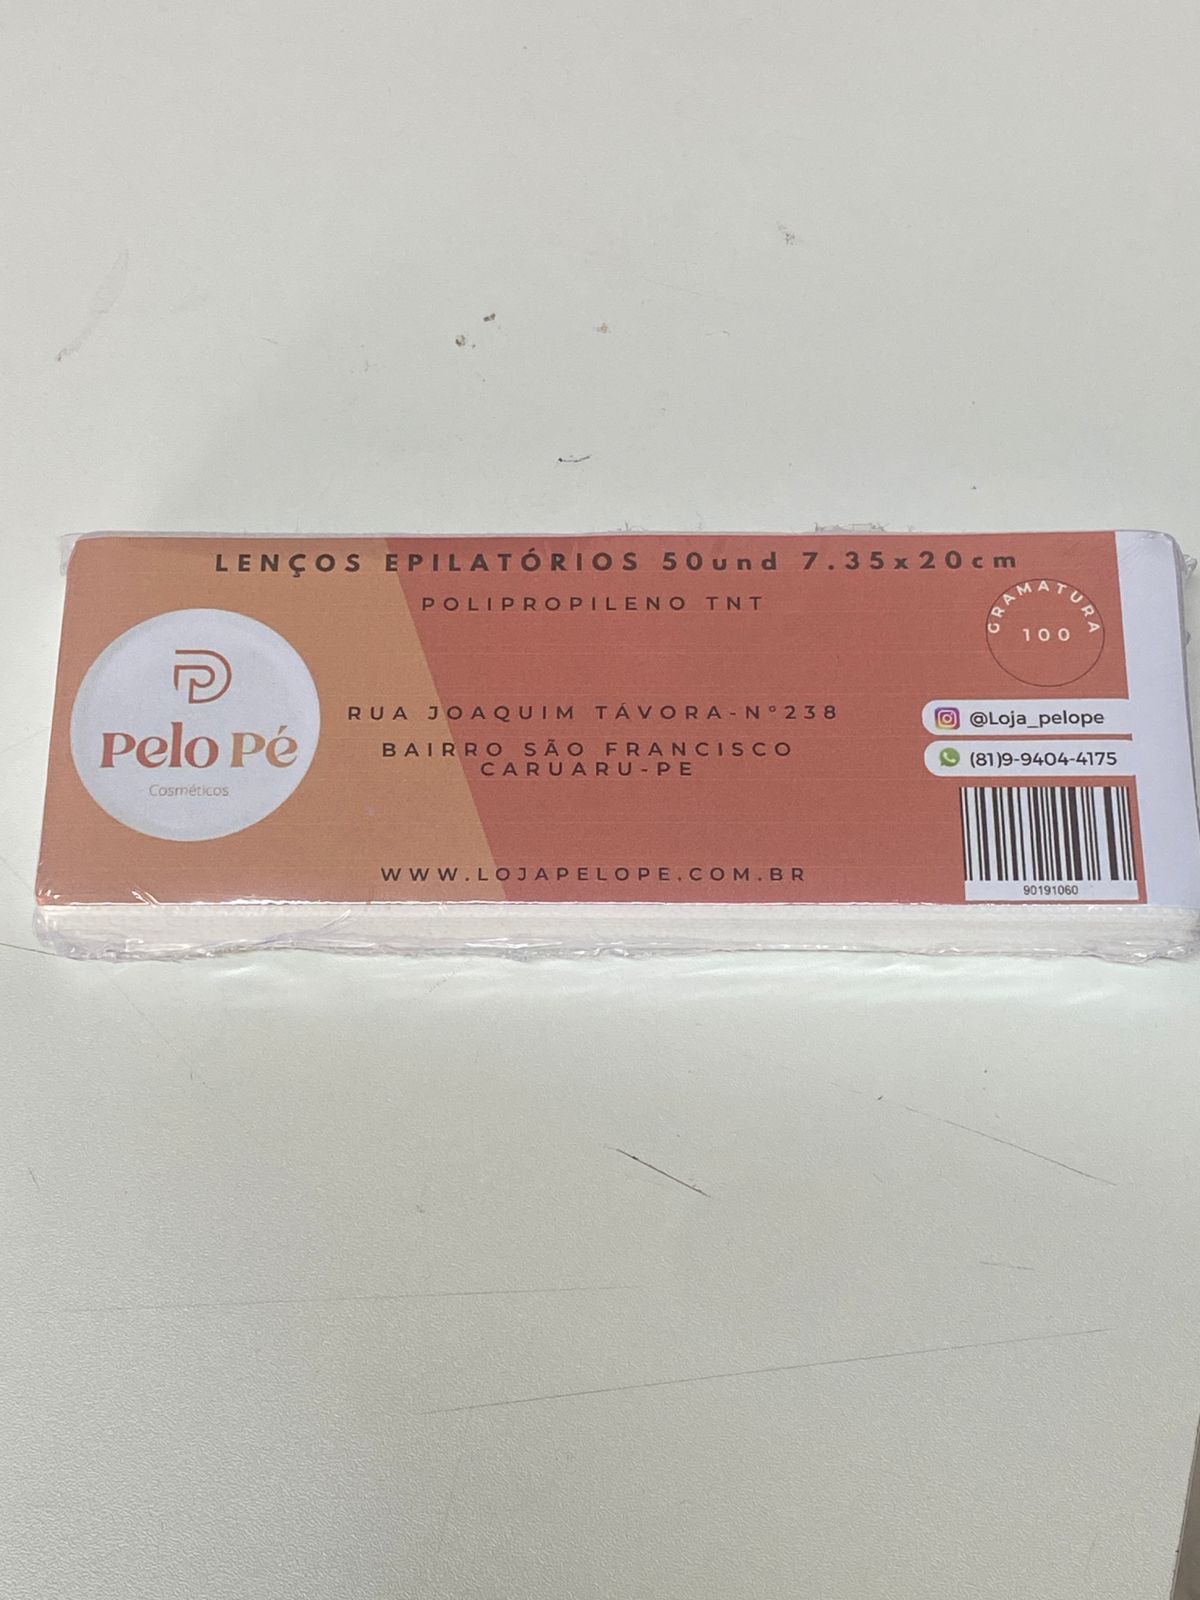 LENÇOS EPILATÓRIOS 50und 7.35x20cm
POLIPROPILENO TNT
GRAMATURA
100
Pelo Pé
Cosméticos
RUA JOAQUIM TÁVORA-N°238
BAIRRO SÃO FRANCISCO
CARUARU-PE
@Loja_pelope
(81)9-9404-4175
WWW.LOJAPELOPE.COM.BR
90191060